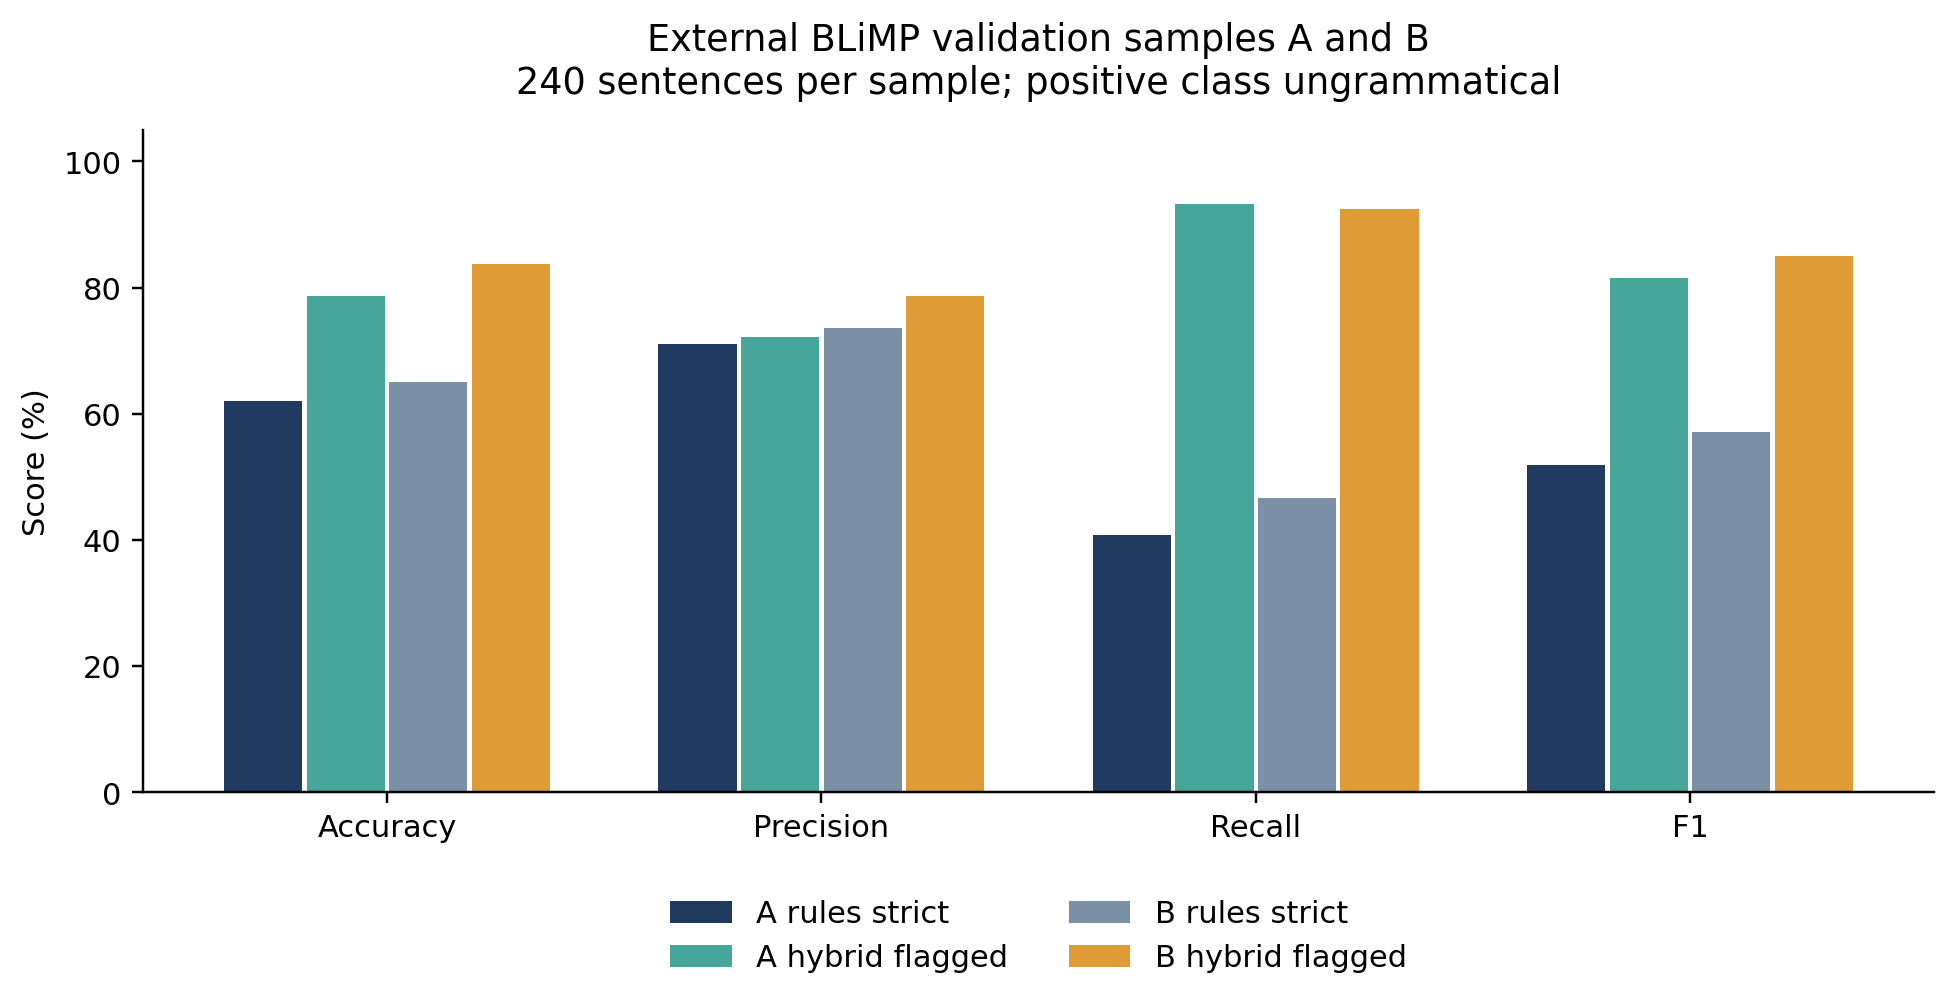 External BLiMP validation samples A and B
240 sentences per sample; positive class ungrammatical
Score (%)
100
80
60
40
20
0
Accuracy
Precision
Recall
F1
A rules strict
A hybrid flagged
B rules strict
B hybrid flagged